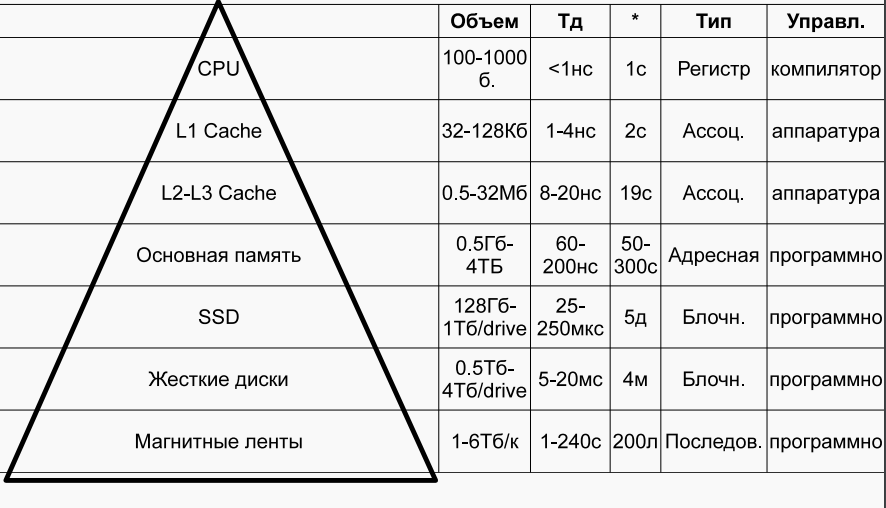 Объем Тд * Тип Управл.
CPU 100-1000 б. <1нс 1с Регистр компилятор
L1 Cache 32-128Кб 1-4нс 2с Ассоц. аппаратура
L2-L3 Cache 0.5-32Мб 8-20нс 19с Ассоц. аппаратура
Основная память 0.5Гб- 4ТБ 60- 200нс 50- 300с Адресная программно
SSD 128Гб- 1Тб/drive 25- 250мкс 5д Блочн. программно
Жесткие диски 0.5Тб- 4Тб/drive 5-20мс 4м Блочн. программно
Магнитные ленты 1-6Тб/к 1-240с 200л Последов. программно